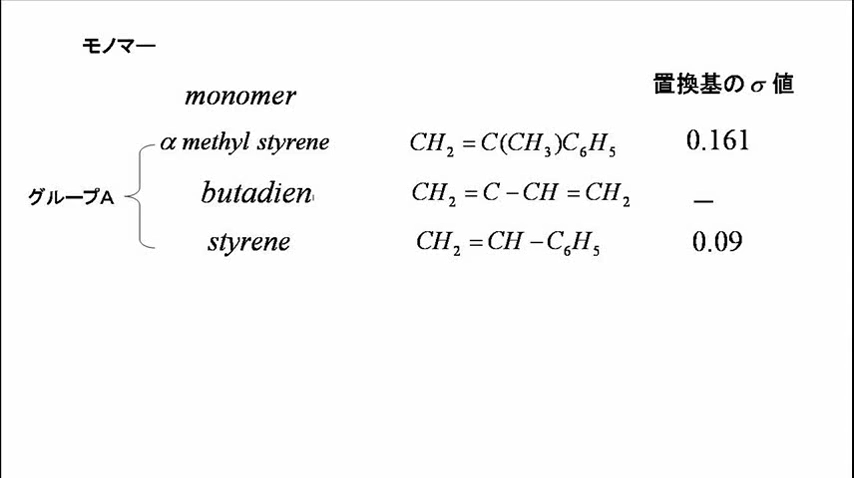 モノマー
置換基の σ 値
monomer
α methyl styrene CH₂ = C(CH₃)C₆H₅ 0.161
グループA butadien CH₂ = C − CH = CH₂ −
styrene CH₂ = CH − C₆H₅ 0.09